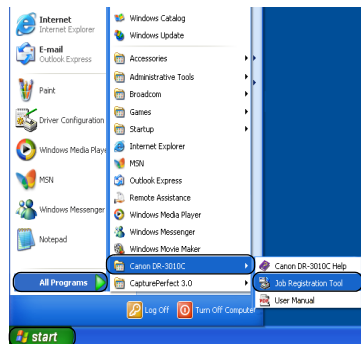 Internet
Internet Explorer
E-mail
Outlook Express
Paint
Driver Configuration
Windows Media Playe
MSN
Windows Messenger
Notepad
All Programs
Windows Catalog
Windows Update
Accessories
Administrative Tools
Broadcom
Games
Startup
Internet Explorer
MSN
Outlook Express
Remote Assistance
Windows Media Player
Windows Messenger
Windows Movie Maker
Canon DR-3010C
CapturePerfect 3.0
Canon DR-3010C Help
Job Registration Tool
User Manual
Log Off
Turn Off Computer
start